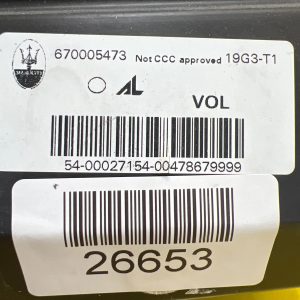 670005473 Not CCC approved 19G3-T1
AL
VOL
54-00027154-00478679999
26653